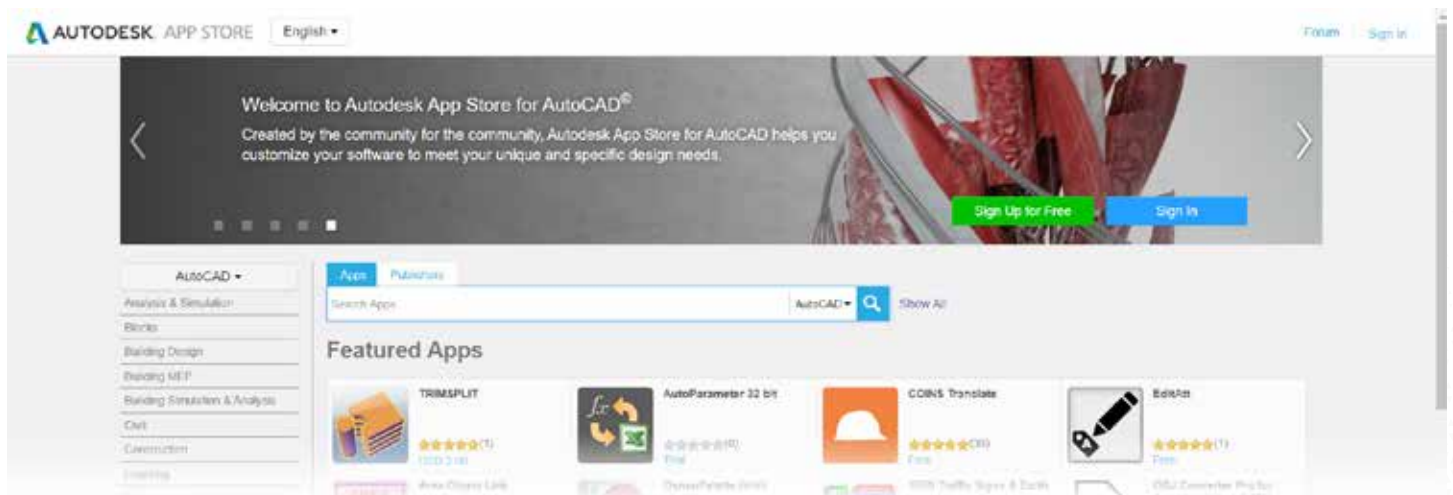 AUTODESK APP STORE English
Forum Sign In
Welcome to Autodesk App Store for AutoCAD®
Created by the community for the community, Autodesk App Store for AutoCAD helps you
customize your software to meet your unique and specific design needs.
Sign Up for Free Sign In
AutoCAD
Apps Publishers
Search Apps AutoCAD Show All
Analysis & Simulation
Blocks
Building Design
Building MEP
Building Simulation & Analysis
Civil
Construction
Featured Apps
TRIMSPLIT
(1)
AutoParameter 32 bit
(0)
Trial
COINS Translate
Free
EditAtt
(1)
Free